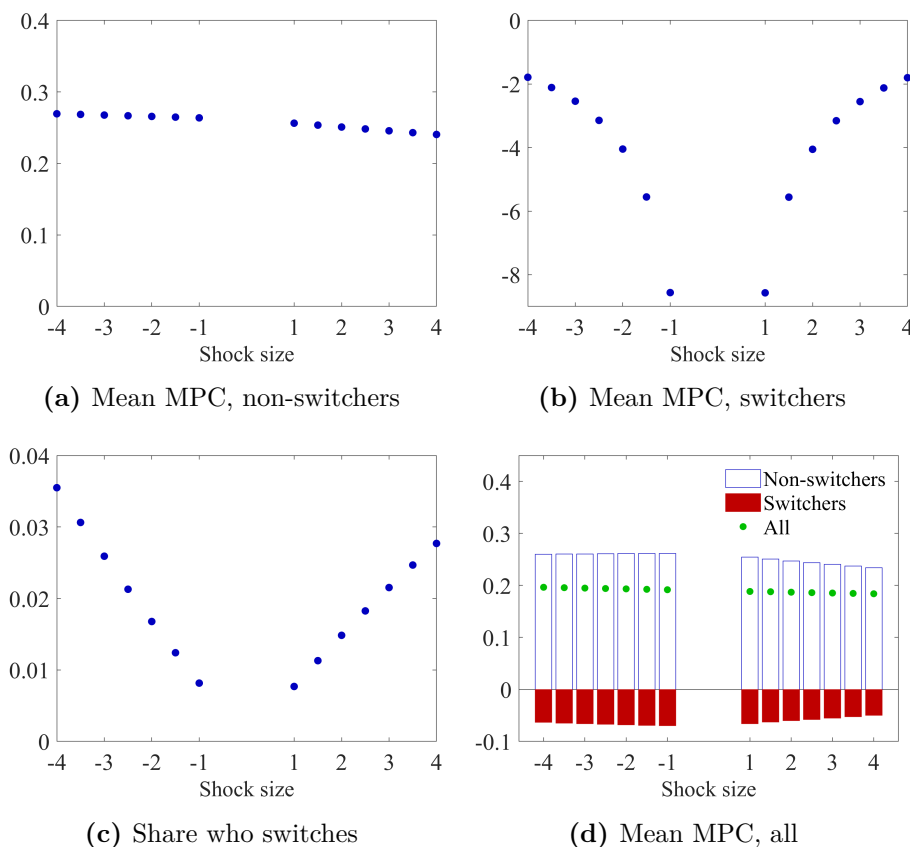 0.4
0.3
0.2
0.1
0
-4 -3 -2 -1 1 2 3 4
Shock size
(a) Mean MPC, non-switchers
-0
-2
-4
-6
-8
-4 -3 -2 -1 1 2 3 4
Shock size
(b) Mean MPC, switchers
0.04
0.03
0.02
0.01
0
-4 -3 -2 -1 1 2 3 4
Shock size
(c) Share who switches
Non-switchers
Switchers
All
0.4
0.3
0.2
0.1
0
-0.1
-4 -3 -2 -1 1 2 3 4
Shock size
(d) Mean MPC, all